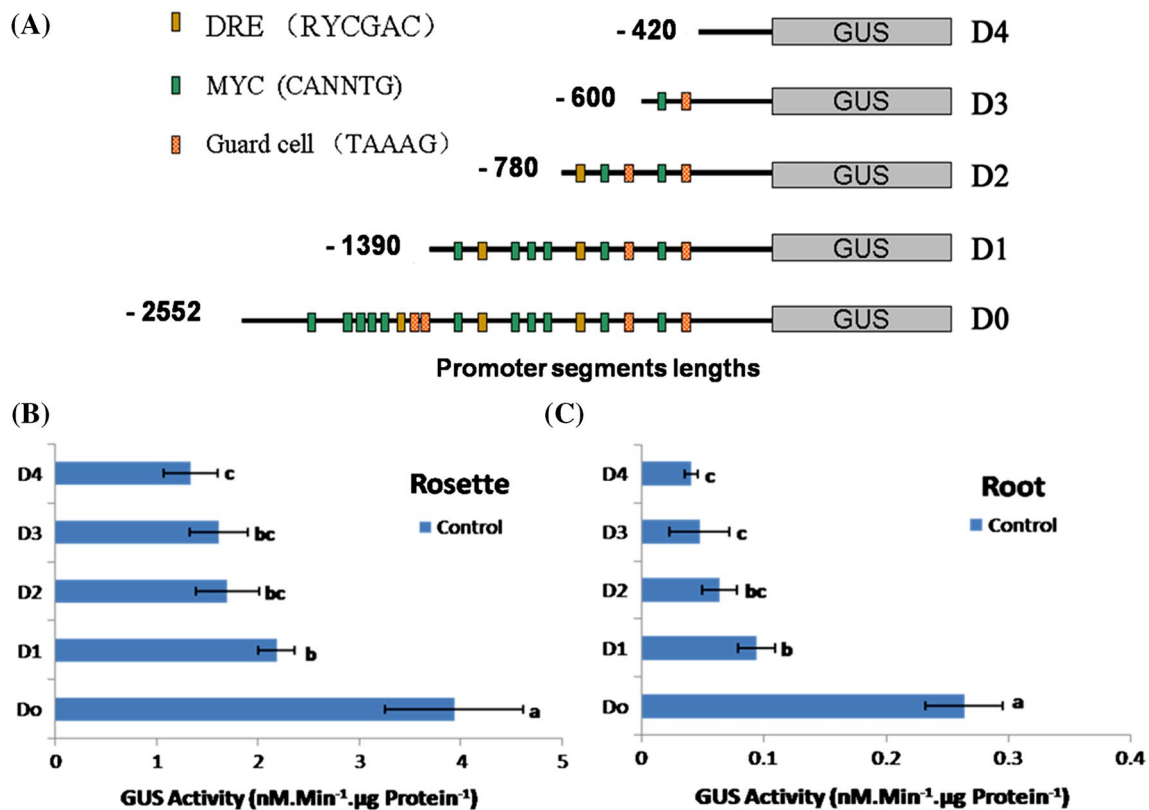 (A)
DRE (RYCGAC)
MYC (CANNTG)
Guard cell (TAAAG)
- 420 GUS D4
- 600 GUS D3
- 780 GUS D2
- 1390 GUS D1
- 2552 GUS D0
Promoter segments lengths
(B)
Rosette
Control
D4 c
D3 bc
D2 bc
D1 b
Do a
0 1 2 3 4 5
GUS Activity (nM.Min⁻¹.µg Protein⁻¹)
(C)
Root
Control
D4 c
D3 c
D2 bc
D1 b
Do a
0 0.1 0.2 0.3 0.4
GUS Activity (nM.Min⁻¹.µg Protein⁻¹)